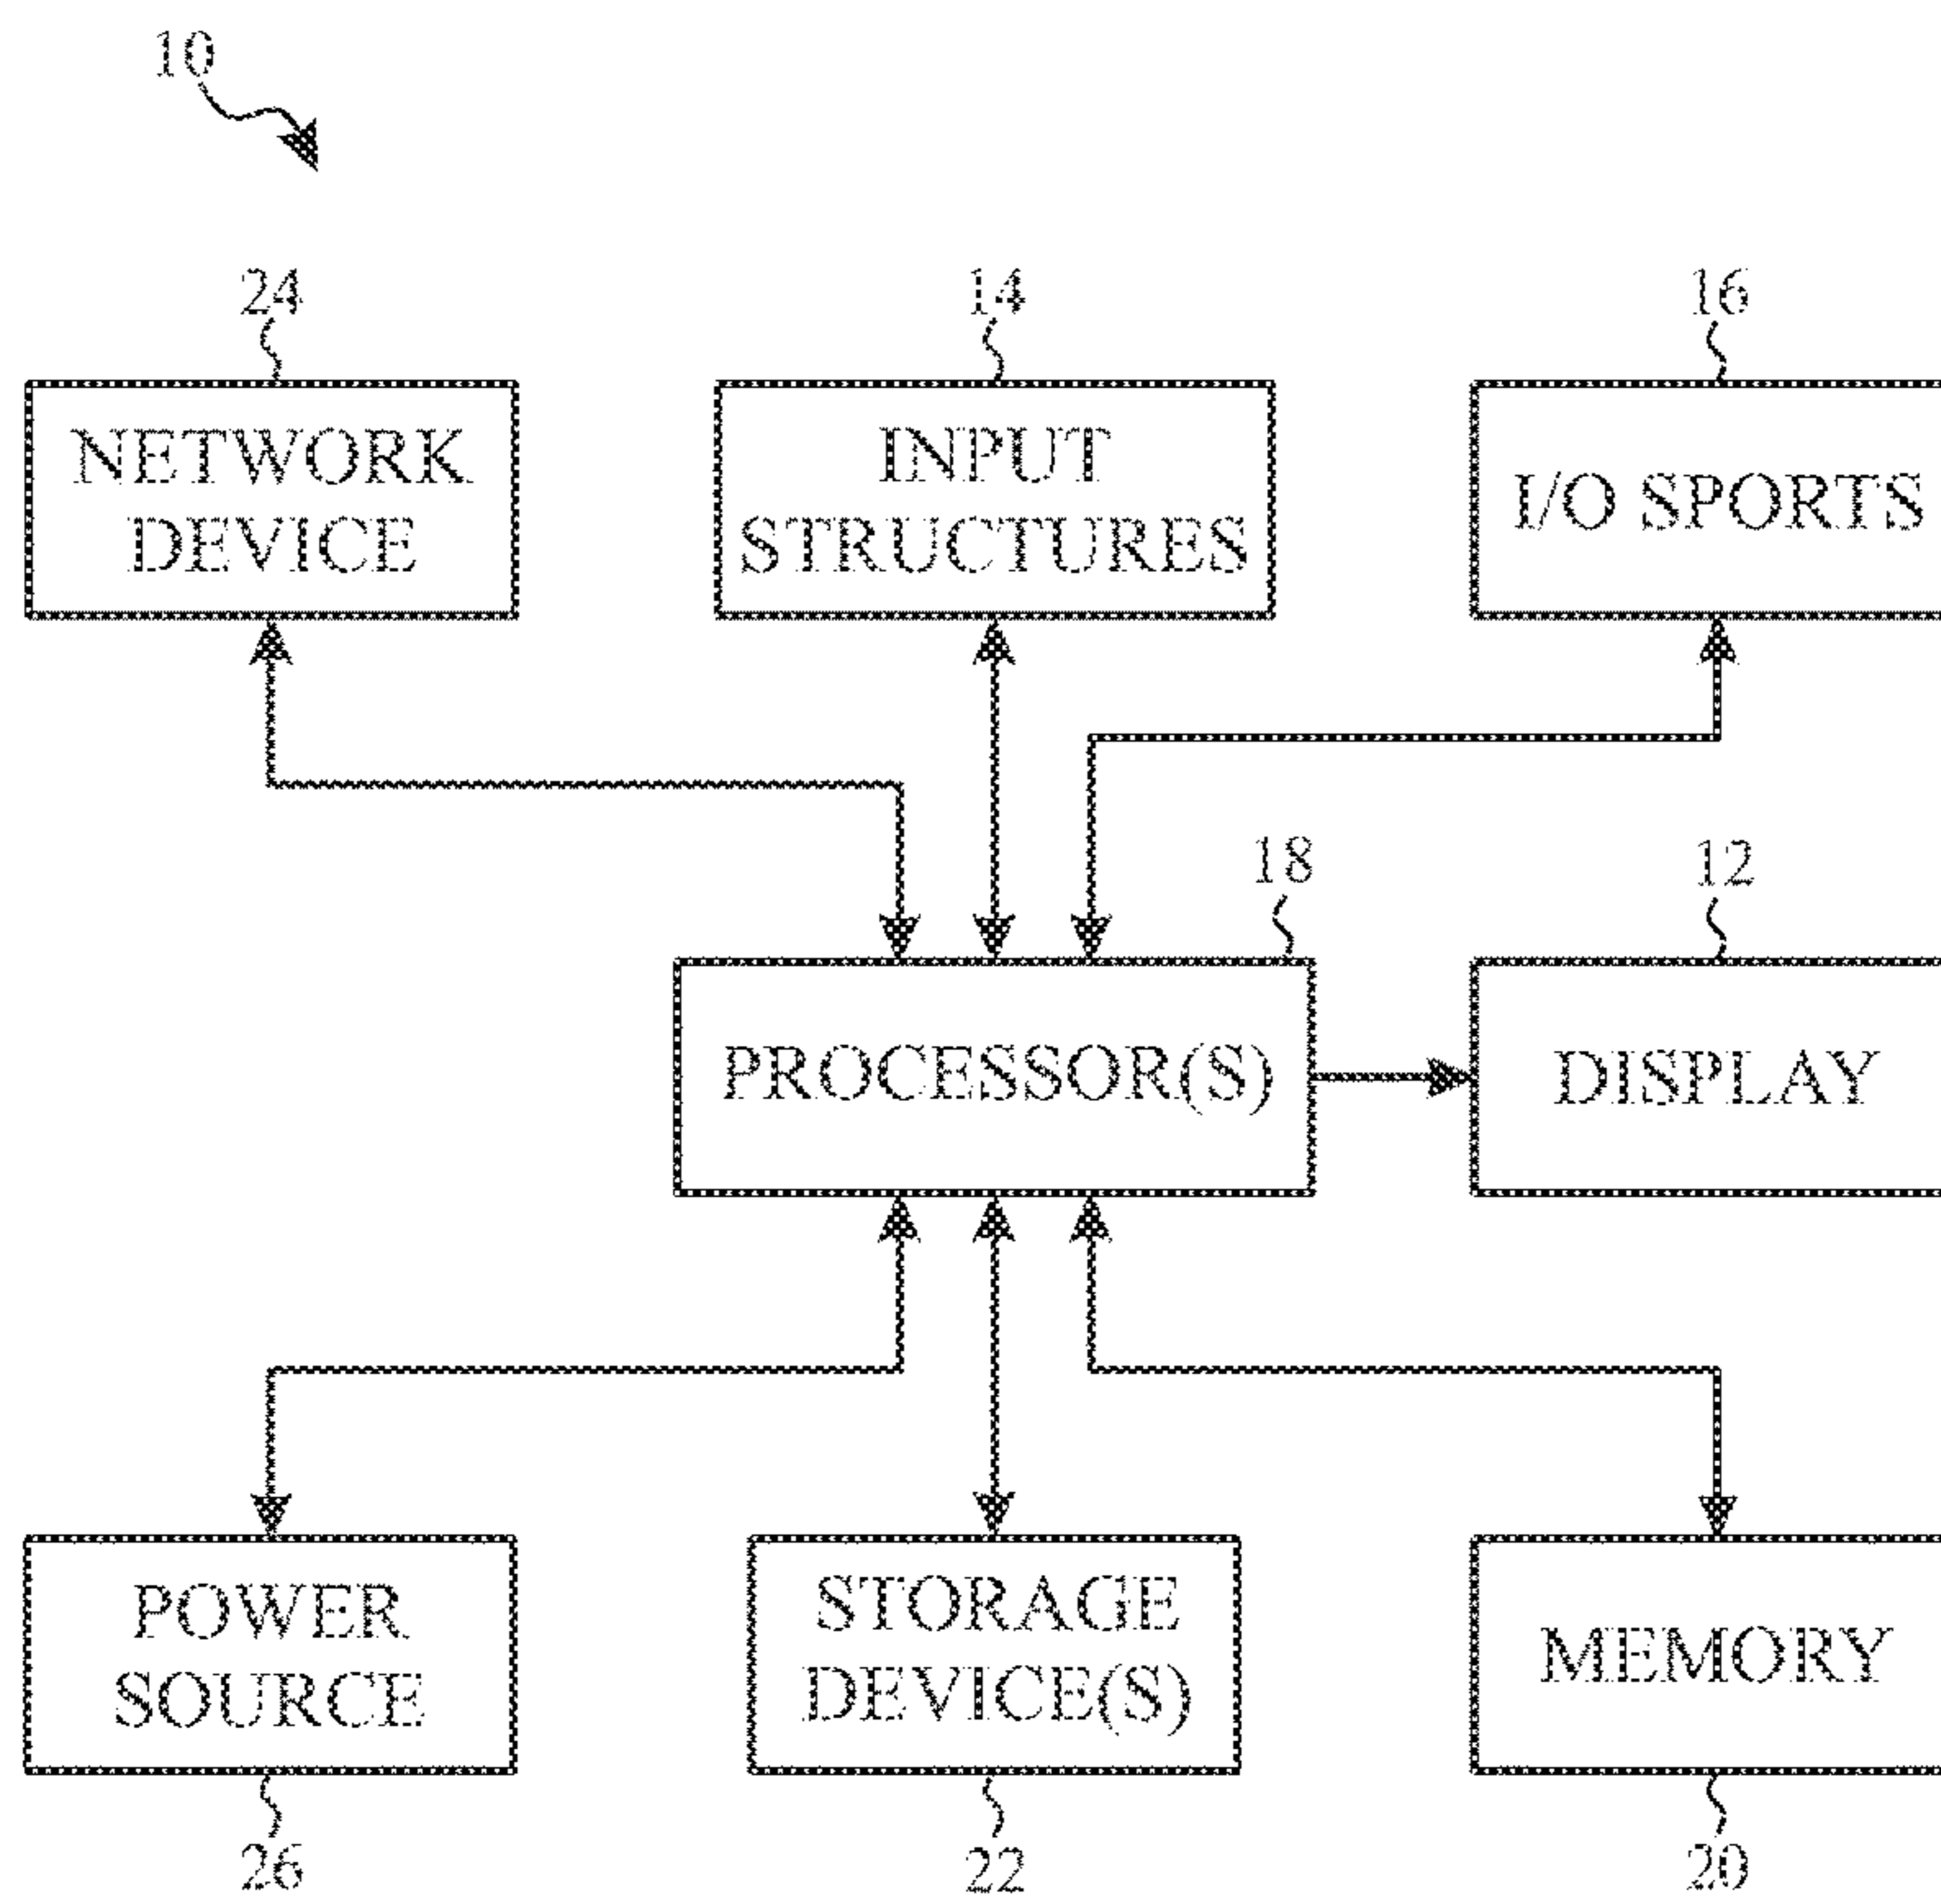 10
24
14
16
NETWORK
DEVICE
INPUT
STRUCTURES
I/O SPORTS
18
12
PROCESSOR(S)
DISPLAY
POWER
SOURCE
STORAGE
DEVICE(S)
MEMORY
26
22
20